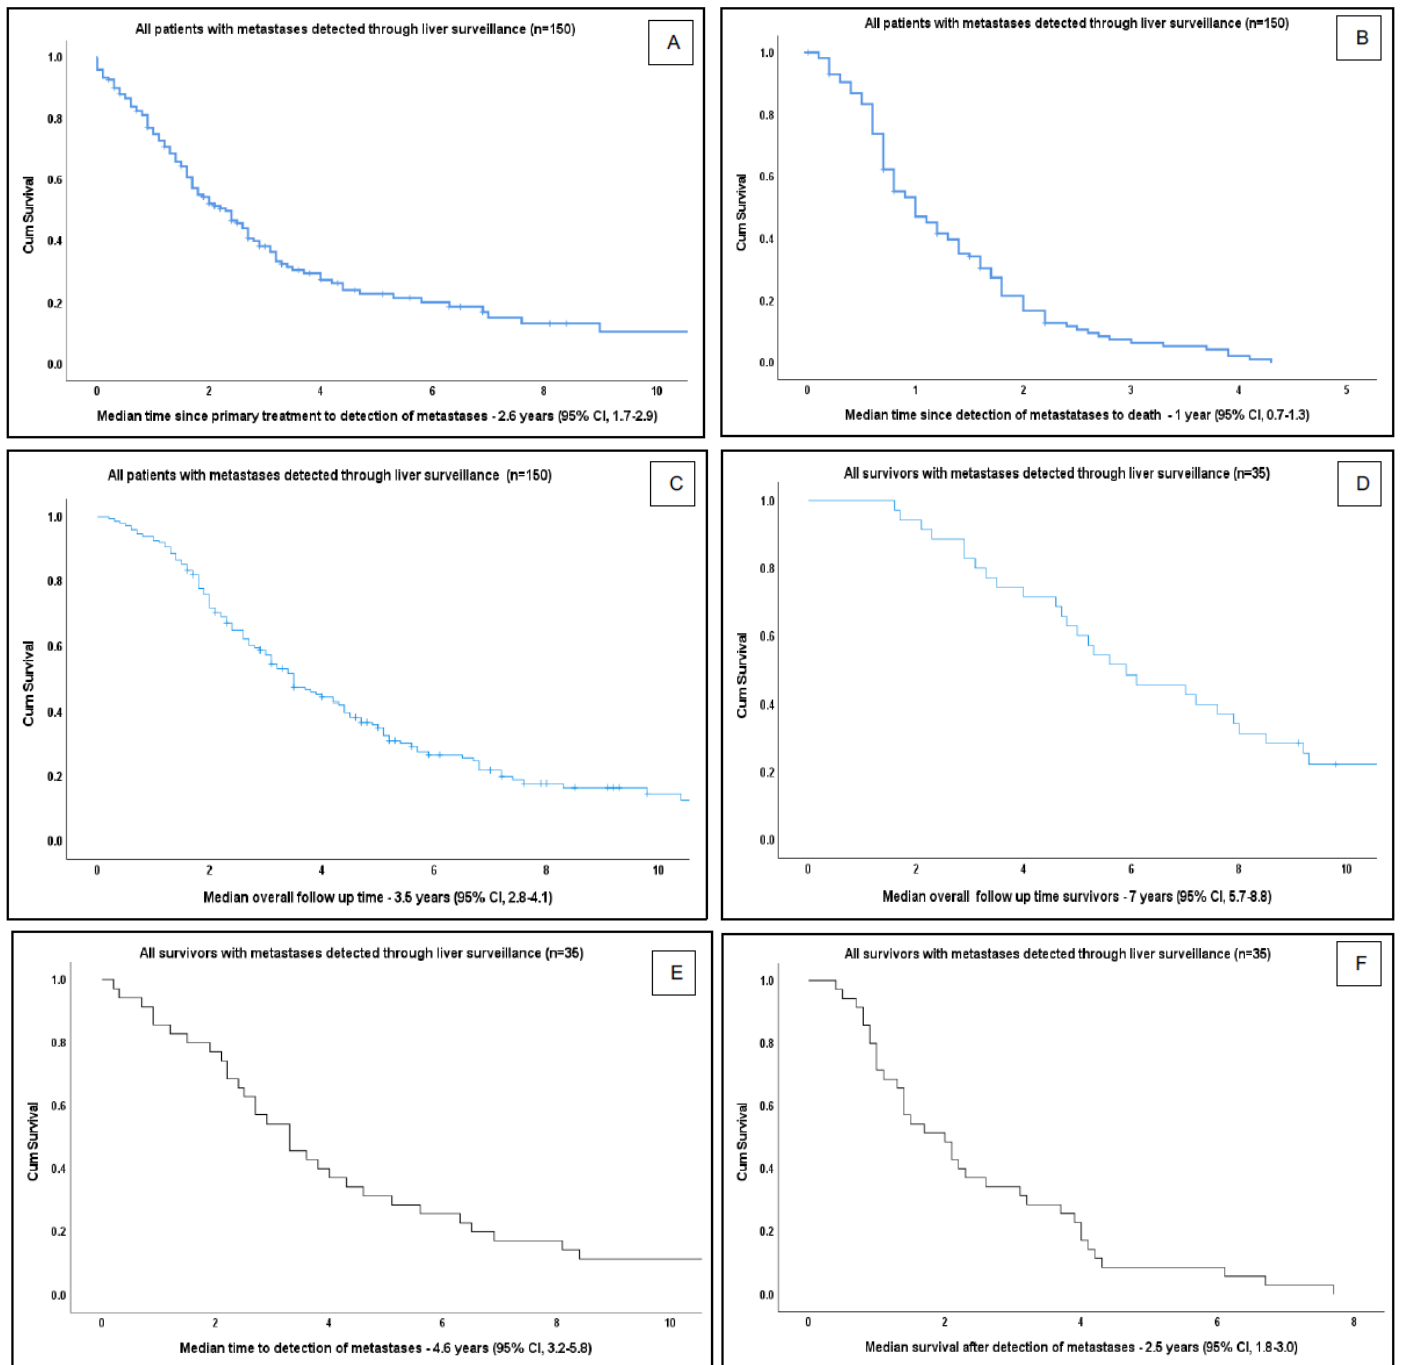 All patients with metastases detected through liver surveillance (n=150)
A
Cum Survival
1.0
0.8
0.6
0.4
0.2
0.0
0 2 4 6 8 10
Median time since primary treatment to detection of metastases - 2.6 years (95% CI, 1.7-2.9)
All patients with metastases detected through liver surveillance (n=150)
B
Cum Survival
1.0
0.8
0.6
0.4
0.2
0.0
0 1 2 3 4 5
Median time since detection of metastatases to death - 1 year (95% CI, 0.7-1.3)
All patients with metastases detected through liver surveillance (n=150)
C
Cum Survival
1.0
0.8
0.6
0.4
0.2
0.0
0 2 4 6 8 10
Median overall follow up time - 3.5 years (95% CI, 2.8-4.1)
All survivors with metastases detected through liver surveillance (n=35)
D
Cum Survival
1.0
0.8
0.6
0.4
0.2
0.0
0 2 4 6 8 10
Median overall follow up time survivors - 7 years (95% CI, 5.7-8.8)
All survivors with metastases detected through liver surveillance (n=35)
E
Cum Survival
1.0
0.8
0.6
0.4
0.2
0.0
0 2 4 6 8 10
Median time to detection of metastases - 4.6 years (95% CI, 3.2-5.8)
All survivors with metastases detected through liver surveillance (n=35)
F
Cum Survival
1.0
0.8
0.6
0.4
0.2
0.0
0 2 4 6 8
Median survival after detection of metastases - 2.5 years (95% CI, 1.8-3.0)